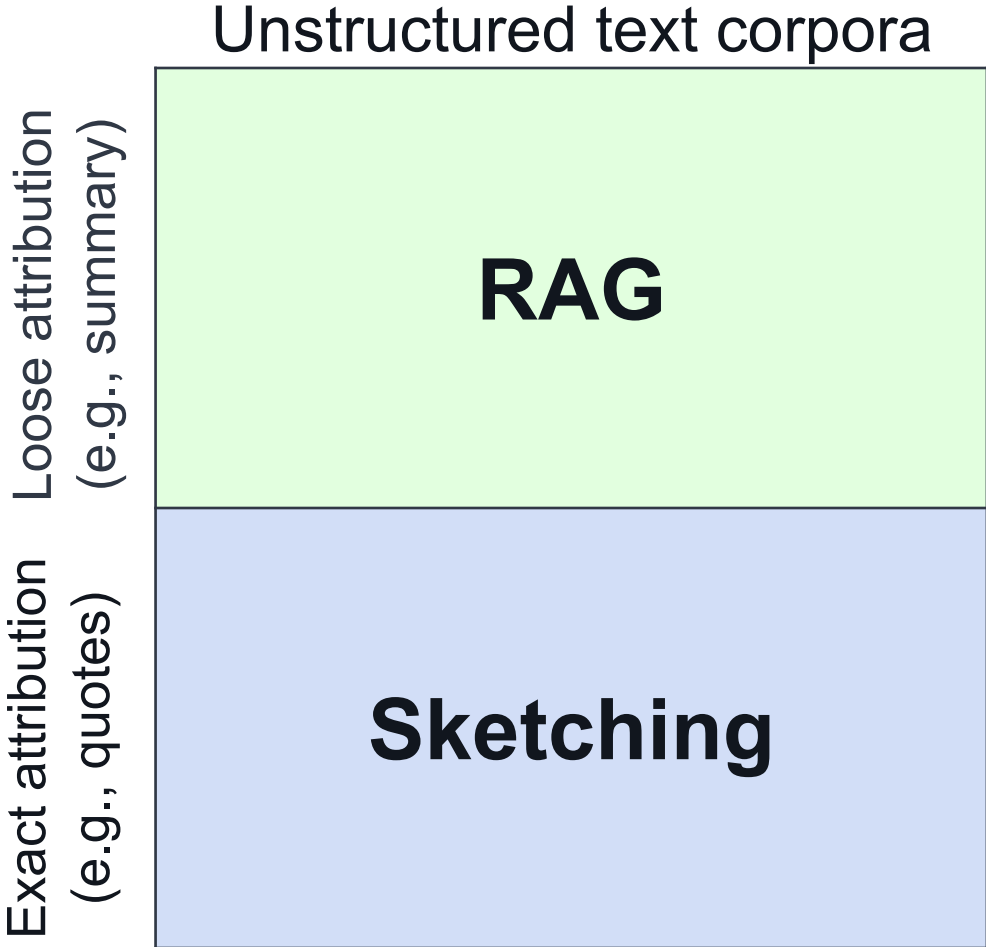 Unstructured text corpora
Loose attribution
(e.g., summary)
RAG
Exact attribution
(e.g., quotes)
Sketching